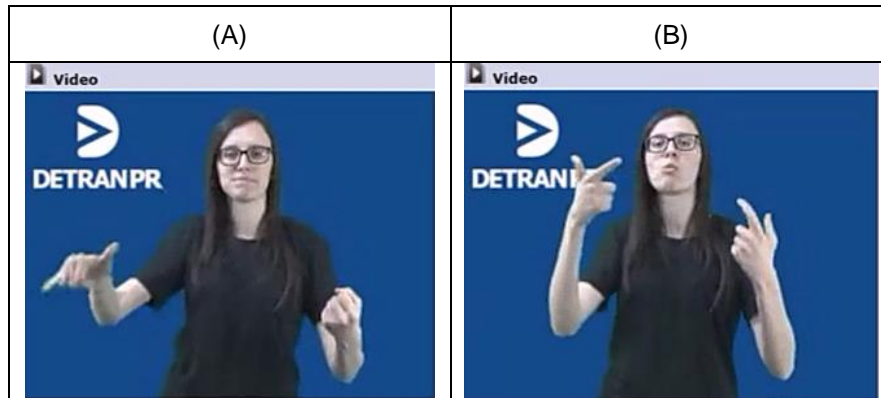 (A)
(B)
Video
Video
DETRANPR
DETRAN